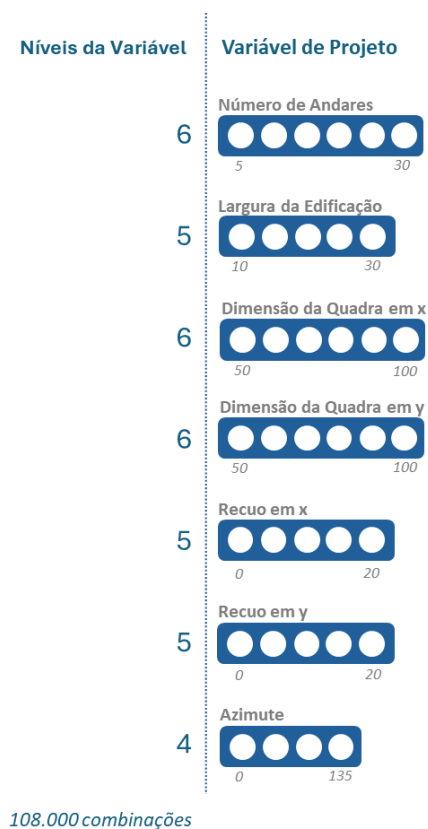 Níveis da Variável
Variável de Projeto
Número de Andares
6
5
30
Largura da Edificação
5
10
30
Dimensão da Quadra em x
6
50
100
Dimensão da Quadra em y
6
50
100
Recuo em x
5
0
20
Recuo em y
5
0
20
Azimute
4
0
135
108.000 combinações